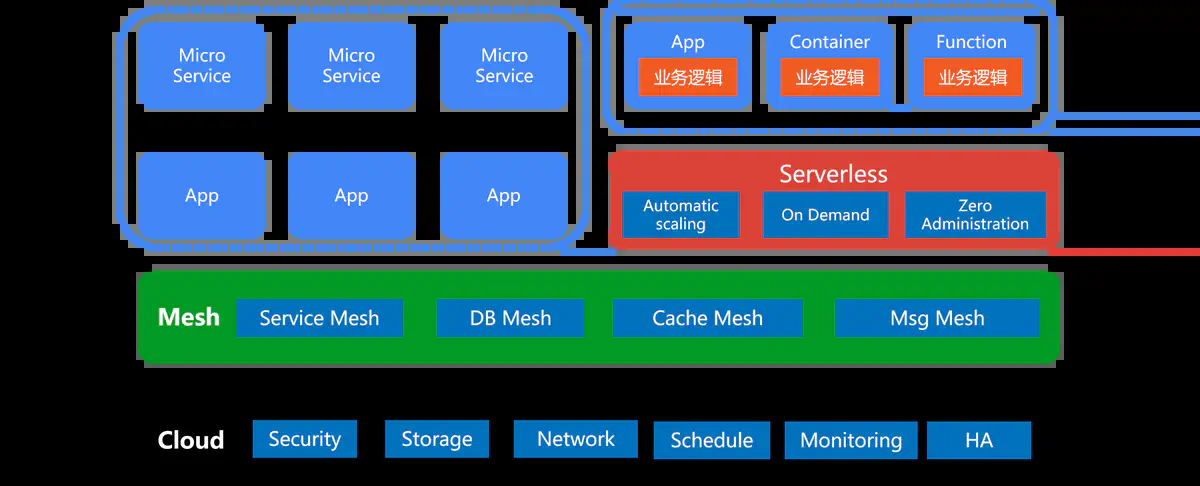 Micro
Service
Micro
Service
Micro
Service
App
App
App
App
业务逻辑
Container
业务逻辑
Function
业务逻辑
Serverless
Automatic
scaling
On Demand
Zero
Administration
Mesh
Service Mesh
DB Mesh
Cache Mesh
Msg Mesh
Cloud
Security
Storage
Network
Schedule
Monitoring
HA